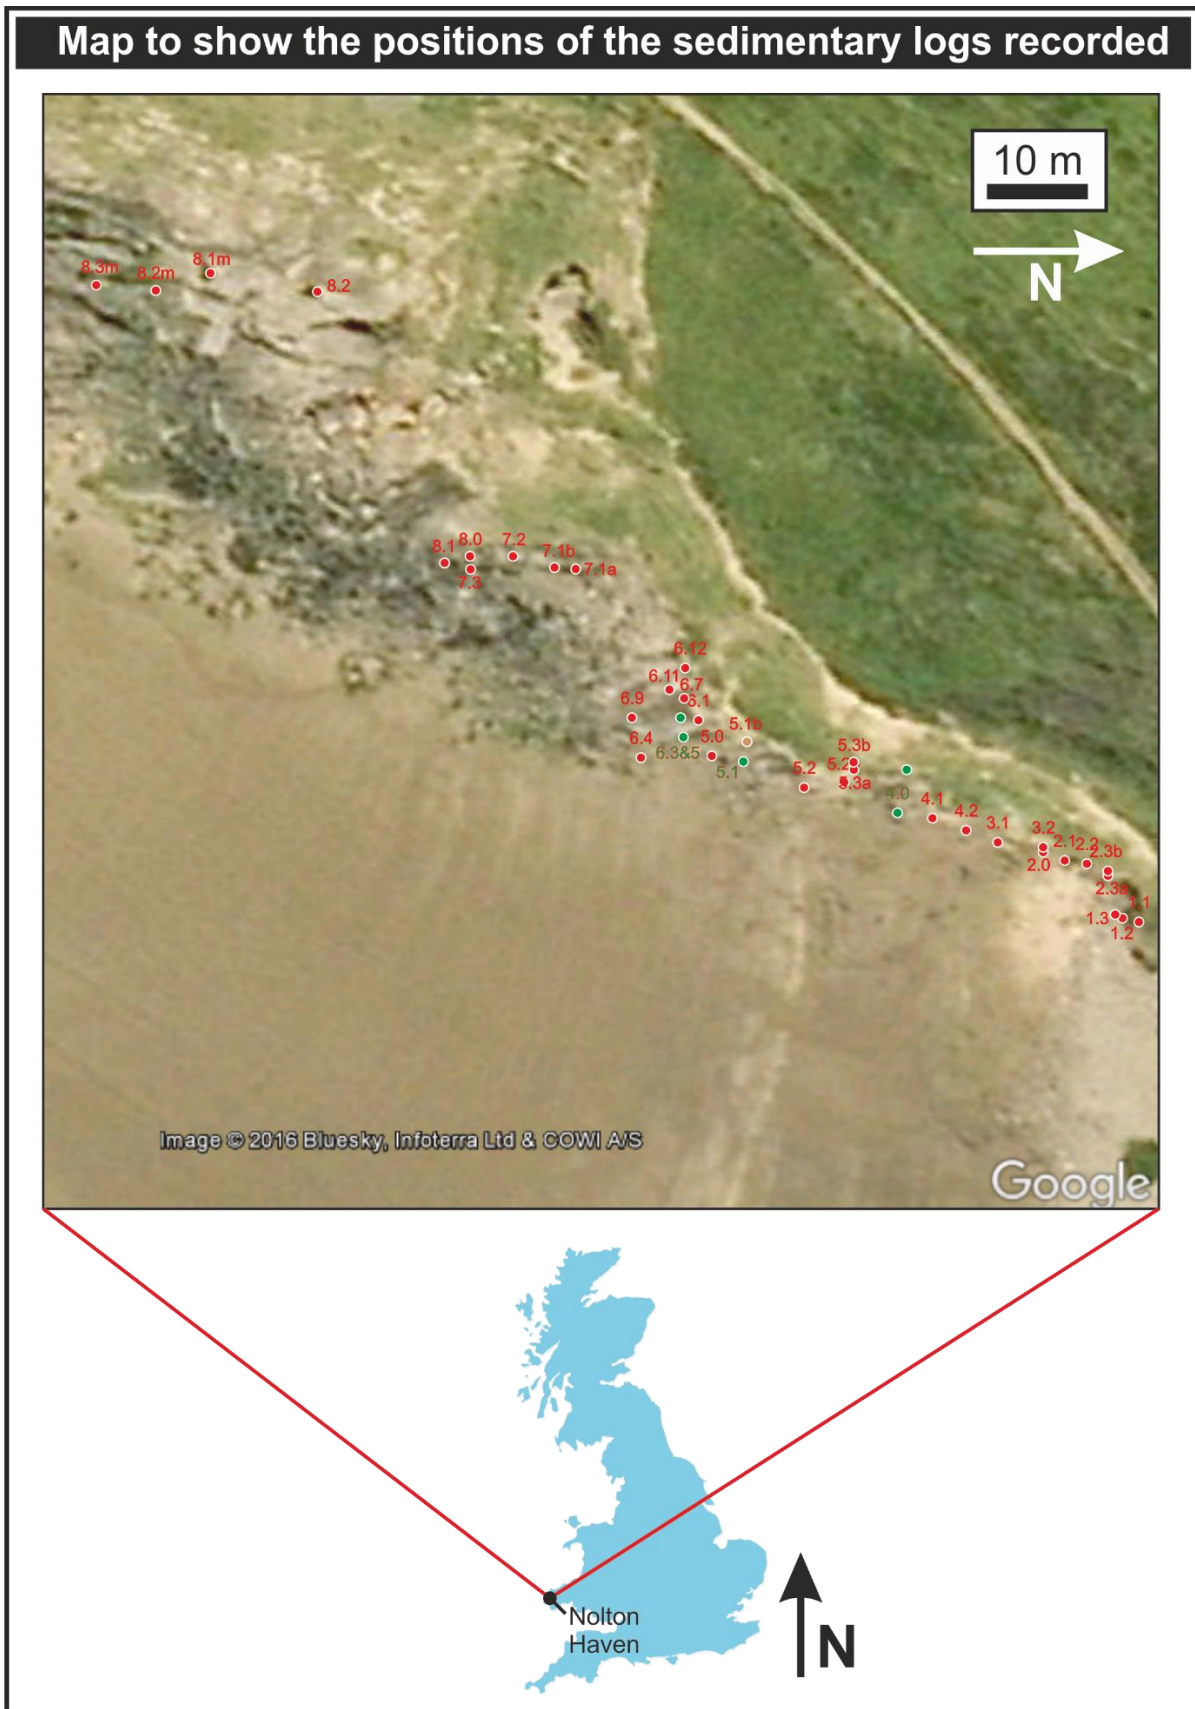 Map to show the positions of the sedimentary logs recorded
10 m
N
8.3m
8.2m
8.1m
8.2
8.1
8.0
7.3
7.2
7.1b
7.1a
6.12
6.11
6.7
6.9
6.1
6.4
6.3&5
5.0
5.1b
5.1
5.2
5.3b
5.2
5.3a
4.0
4.1
4.2
3.1
3.2
2.0
2.1
2.2
2.3b
2.3a
1.1
1.3
1.2
Image © 2016 Bluesky, Infoterra Ltd & COWI A/S
Google
Nolton
Haven
N